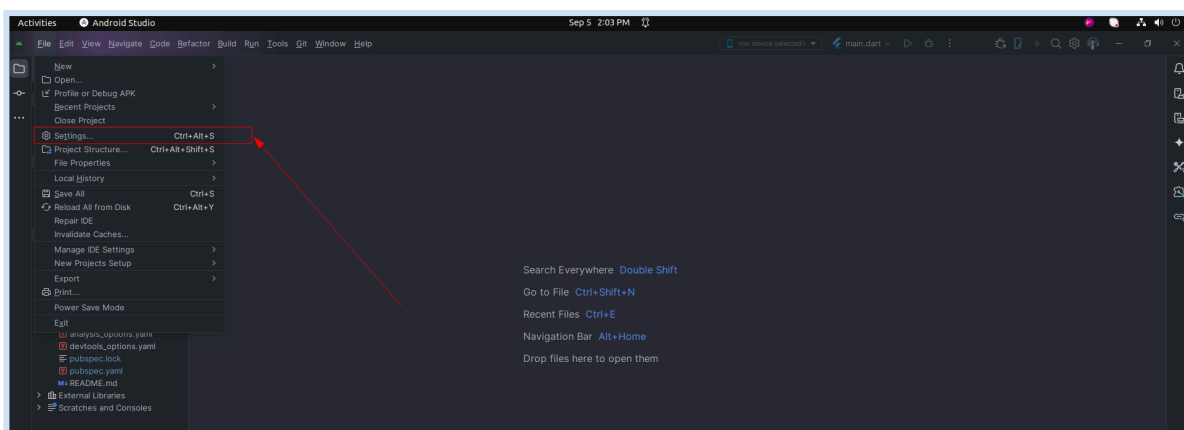 Activities Android Studio Sep 5 2:03 PM
File Edit View Navigate Code Refactor Build Run Tools Git Window Help <no device selected> main.dart
New
Open...
Profile or Debug APK
Recent Projects
Close Project
Settings... Ctrl+Alt+S
Project Structure... Ctrl+Alt+Shift+S
File Properties
Local History
Save All Ctrl+S
Reload All from Disk Ctrl+Alt+Y
Repair IDE
Invalidate Caches...
Manage IDE Settings
New Projects Setup
Export
Print...
Power Save Mode
Exit
analysis_options.yaml
devtools_options.yaml
pubspec.lock
pubspec.yaml
M↓ README.md
External Libraries
Scratches and Consoles
Search Everywhere Double Shift
Go to File Ctrl+Shift+N
Recent Files Ctrl+E
Navigation Bar Alt+Home
Drop files here to open them